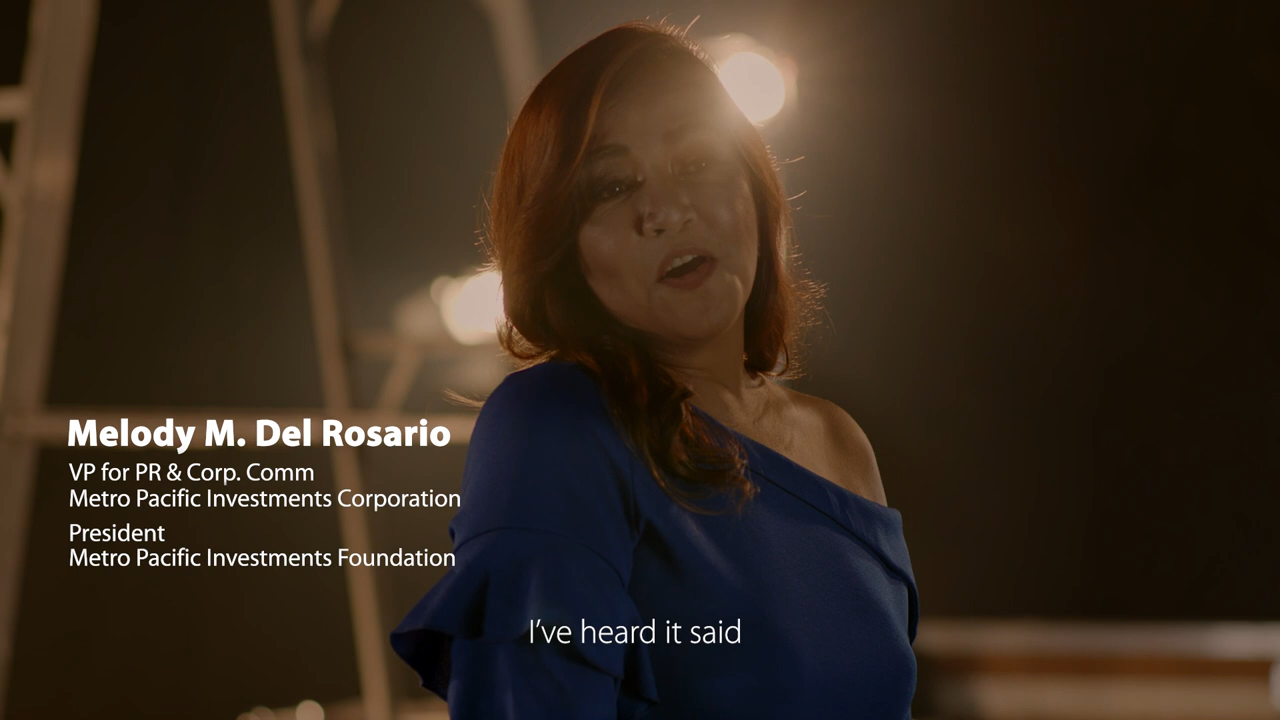 Melody M. Del Rosario
VP for PR & Corp. Comm
Metro Pacific Investments Corporation
President
Metro Pacific Investments Foundation
I've heard it said